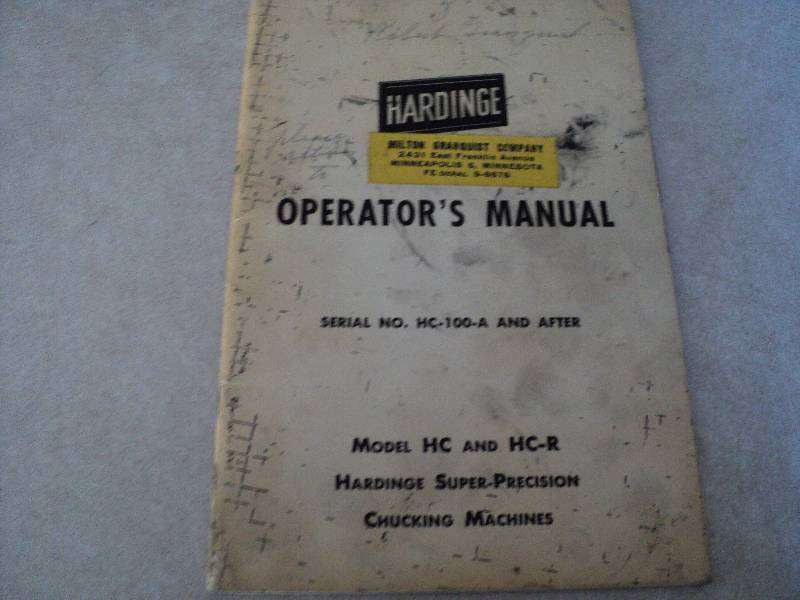 HARDINGE
MILTON GRANQUIST COMPANY
2431 East Franklin Avenue
MINNEAPOLIS 6, MINNESOTA
OPERATOR'S MANUAL
SERIAL NO. HC-100-A AND AFTER
MODEL HC AND HC-R
HARDINGE SUPER-PRECISION
CHUCKING MACHINES